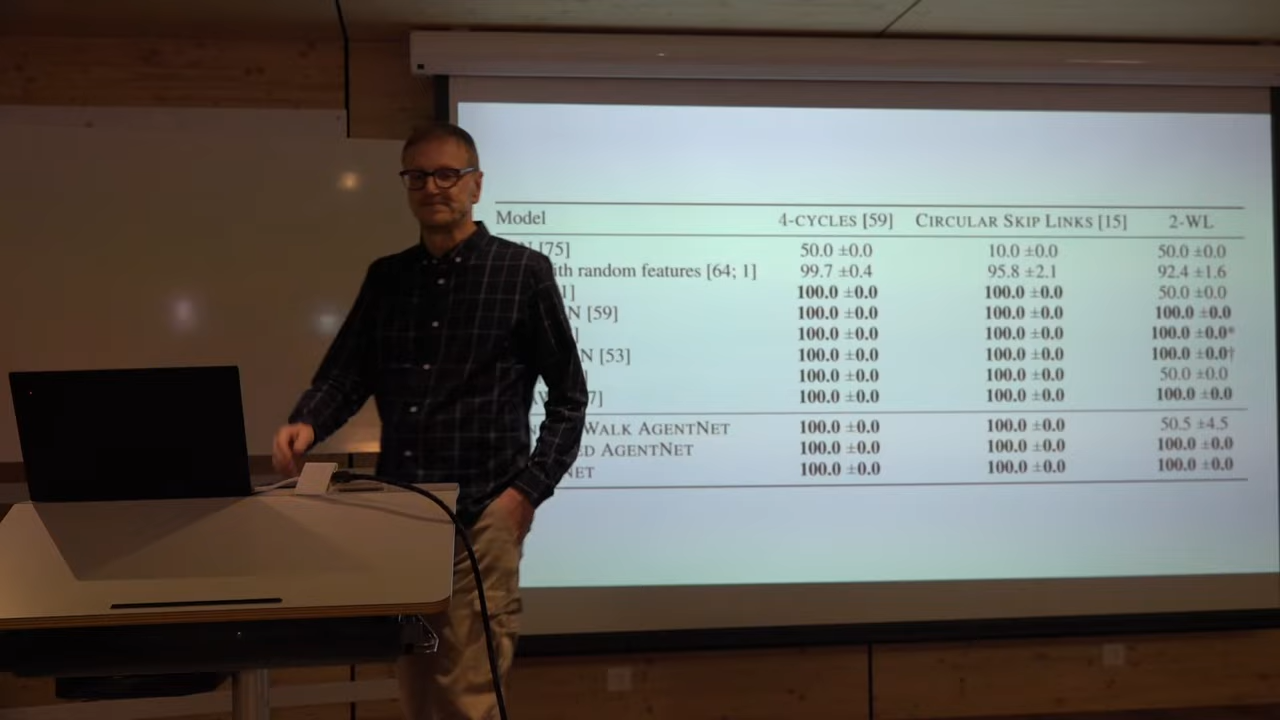 Model 4-CYCLES [59] CIRCULAR SKIP LINKS [15] 2-WL
[75] 50.0 ±0.0 10.0 ±0.0 50.0 ±0.0
ith random features [64; 1] 99.7 ±0.4 95.8 ±2.1 92.4 ±1.6
1] 100.0 ±0.0 100.0 ±0.0 50.0 ±0.0
N [59] 100.0 ±0.0 100.0 ±0.0 100.0 ±0.0
] 100.0 ±0.0 100.0 ±0.0 100.0 ±0.0*
N [53] 100.0 ±0.0 100.0 ±0.0 100.0 ±0.0†
] 100.0 ±0.0 100.0 ±0.0 50.0 ±0.0
7] 100.0 ±0.0 100.0 ±0.0 100.0 ±0.0
WALK AGENTNET 100.0 ±0.0 100.0 ±0.0 50.5 ±4.5
ED AGENTNET 100.0 ±0.0 100.0 ±0.0 100.0 ±0.0
NET 100.0 ±0.0 100.0 ±0.0 100.0 ±0.0